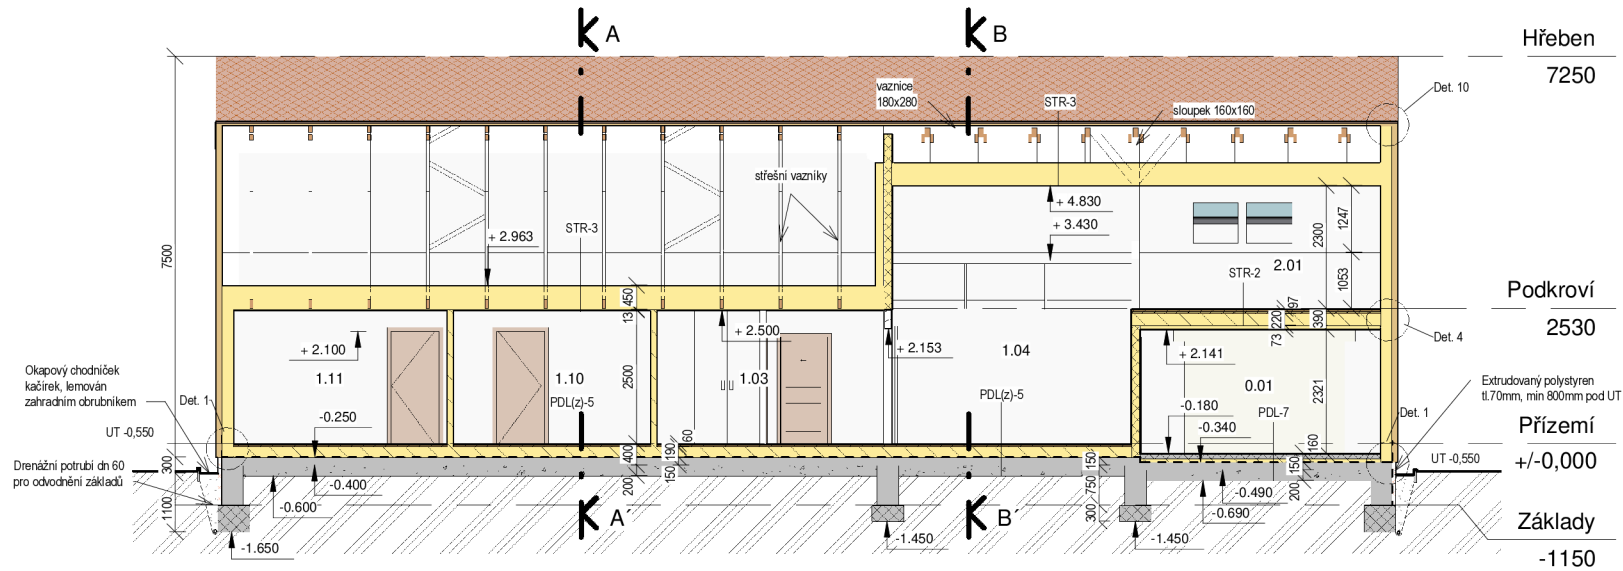 A
B
Hřeben
7250
vaznice
180x280
STR-3
sloupek 160x160
Det. 10
střešní vazníky
+ 4.830
+ 3.430
1247
2300
7500
STR-3
+ 2.963
2.01
STR-2
1053
Podkroví
2530
450
13
97
220
390
73
+ 2.500
+ 2.153
1.04
+ 2.141
Det. 4
+ 2.100
1.11
1.10
1.03
2500
0.01
2321
Okapový chodníček
kačírek, lemován
zahradním obrubníkem
Det. 1
PDL(z)-5
PDL(z)-5
-0.180
PDL-7
Extrudovaný polystyren
tl.70mm, min 800mm pod UT
Det. 1
-0.250
-0.340
UT -0,550
60
160
Přízemí
+/-0,000
300
400
190
150
150
UT -0,550
Drenážní potrubí dn 60
pro odvodnění základů
-0.400
200
150
750
-0.490
200
-0.600
-0.690
1100
A´
B´
300
Základy
-1150
-1.650
-1.450
-1.450